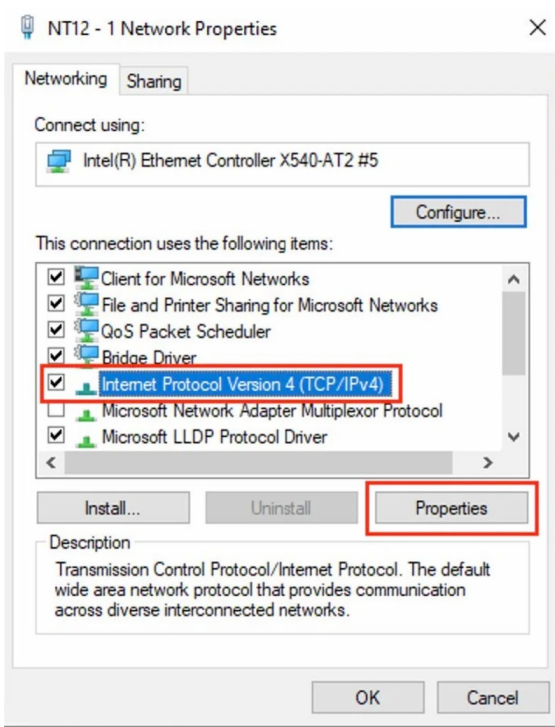 NT12 - 1 Network Properties
Networking
Sharing
Connect using:
Intel(R) Ethernet Controller X540-AT2 #5
Configure...
This connection uses the following items:
Client for Microsoft Networks
File and Printer Sharing for Microsoft Networks
QoS Packet Scheduler
Bridge Driver
Internet Protocol Version 4 (TCP/IPv4)
Microsoft Network Adapter Multiplexor Protocol
Microsoft LLDP Protocol Driver
Install...
Uninstall
Properties
Description
Transmission Control Protocol/Internet Protocol. The default
wide area network protocol that provides communication
across diverse interconnected networks.
OK
Cancel